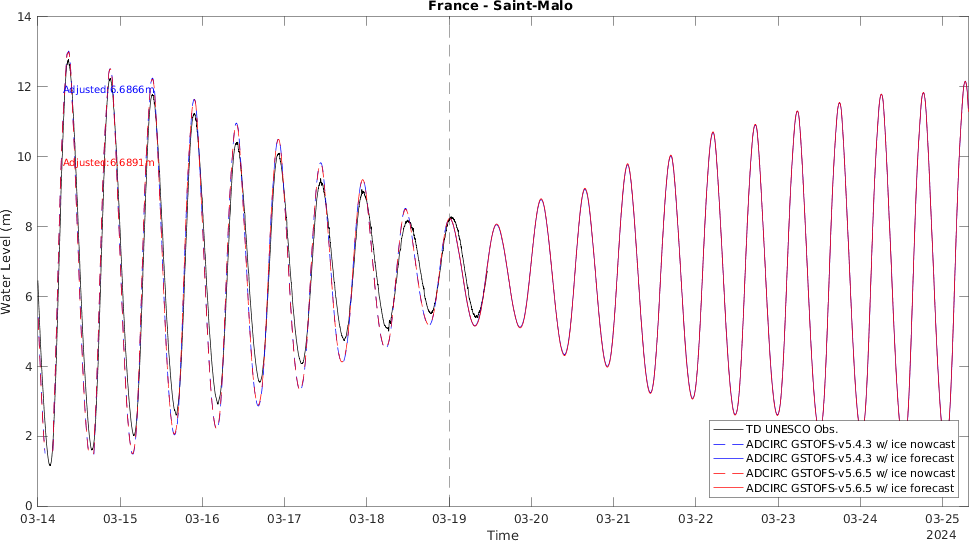 France - Saint-Malo
14
12
10
8
6
4
2
0
Water Level (m)
Adjusted:6.6866m
Adjusted:6.6891m
TD UNESCO Obs.
ADCIRC GSTOFS-v5.4.3 w/ ice nowcast
ADCIRC GSTOFS-v5.4.3 w/ ice forecast
ADCIRC GSTOFS-v5.6.5 w/ ice nowcast
ADCIRC GSTOFS-v5.6.5 w/ ice forecast
03-14 03-15 03-16 03-17 03-18 03-19 03-20 03-21 03-22 03-23 03-24 03-25
Time
2024